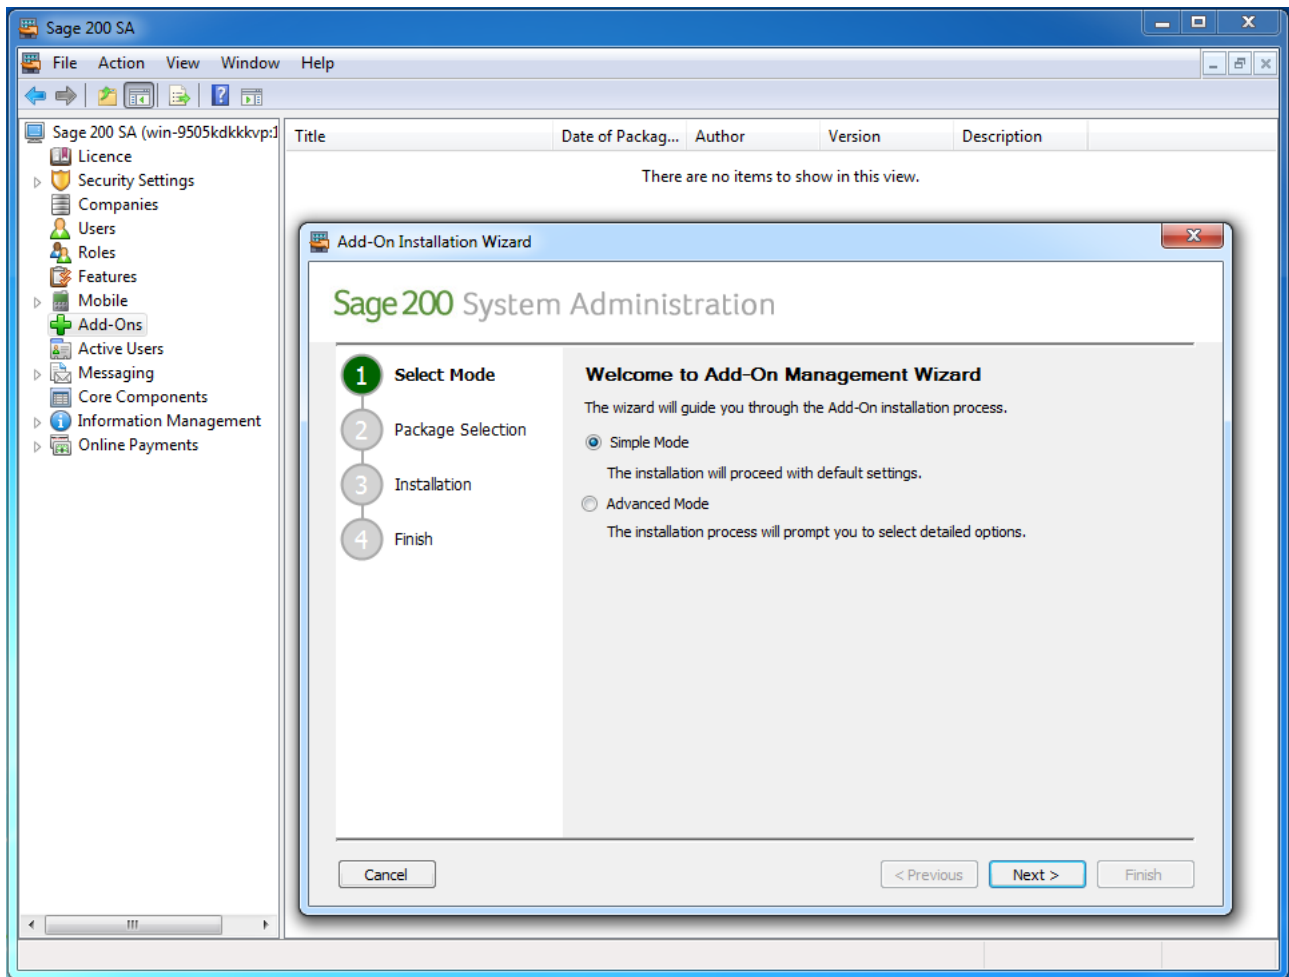 Sage 200 SA
File Action View Window Help
Sage 200 SA (win-9505kdkkkvp:1
Licence
Security Settings
Companies
Users
Roles
Features
Mobile
Add-Ons
Active Users
Messaging
Core Components
Information Management
Online Payments
Title Date of Packag... Author Version Description
There are no items to show in this view.
Add-On Installation Wizard
Sage 200 System Administration
1 Select Mode
2 Package Selection
3 Installation
4 Finish
Welcome to Add-On Management Wizard
The wizard will guide you through the Add-On installation process.
Simple Mode
The installation will proceed with default settings.
Advanced Mode
The installation process will prompt you to select detailed options.
Cancel < Previous Next > Finish